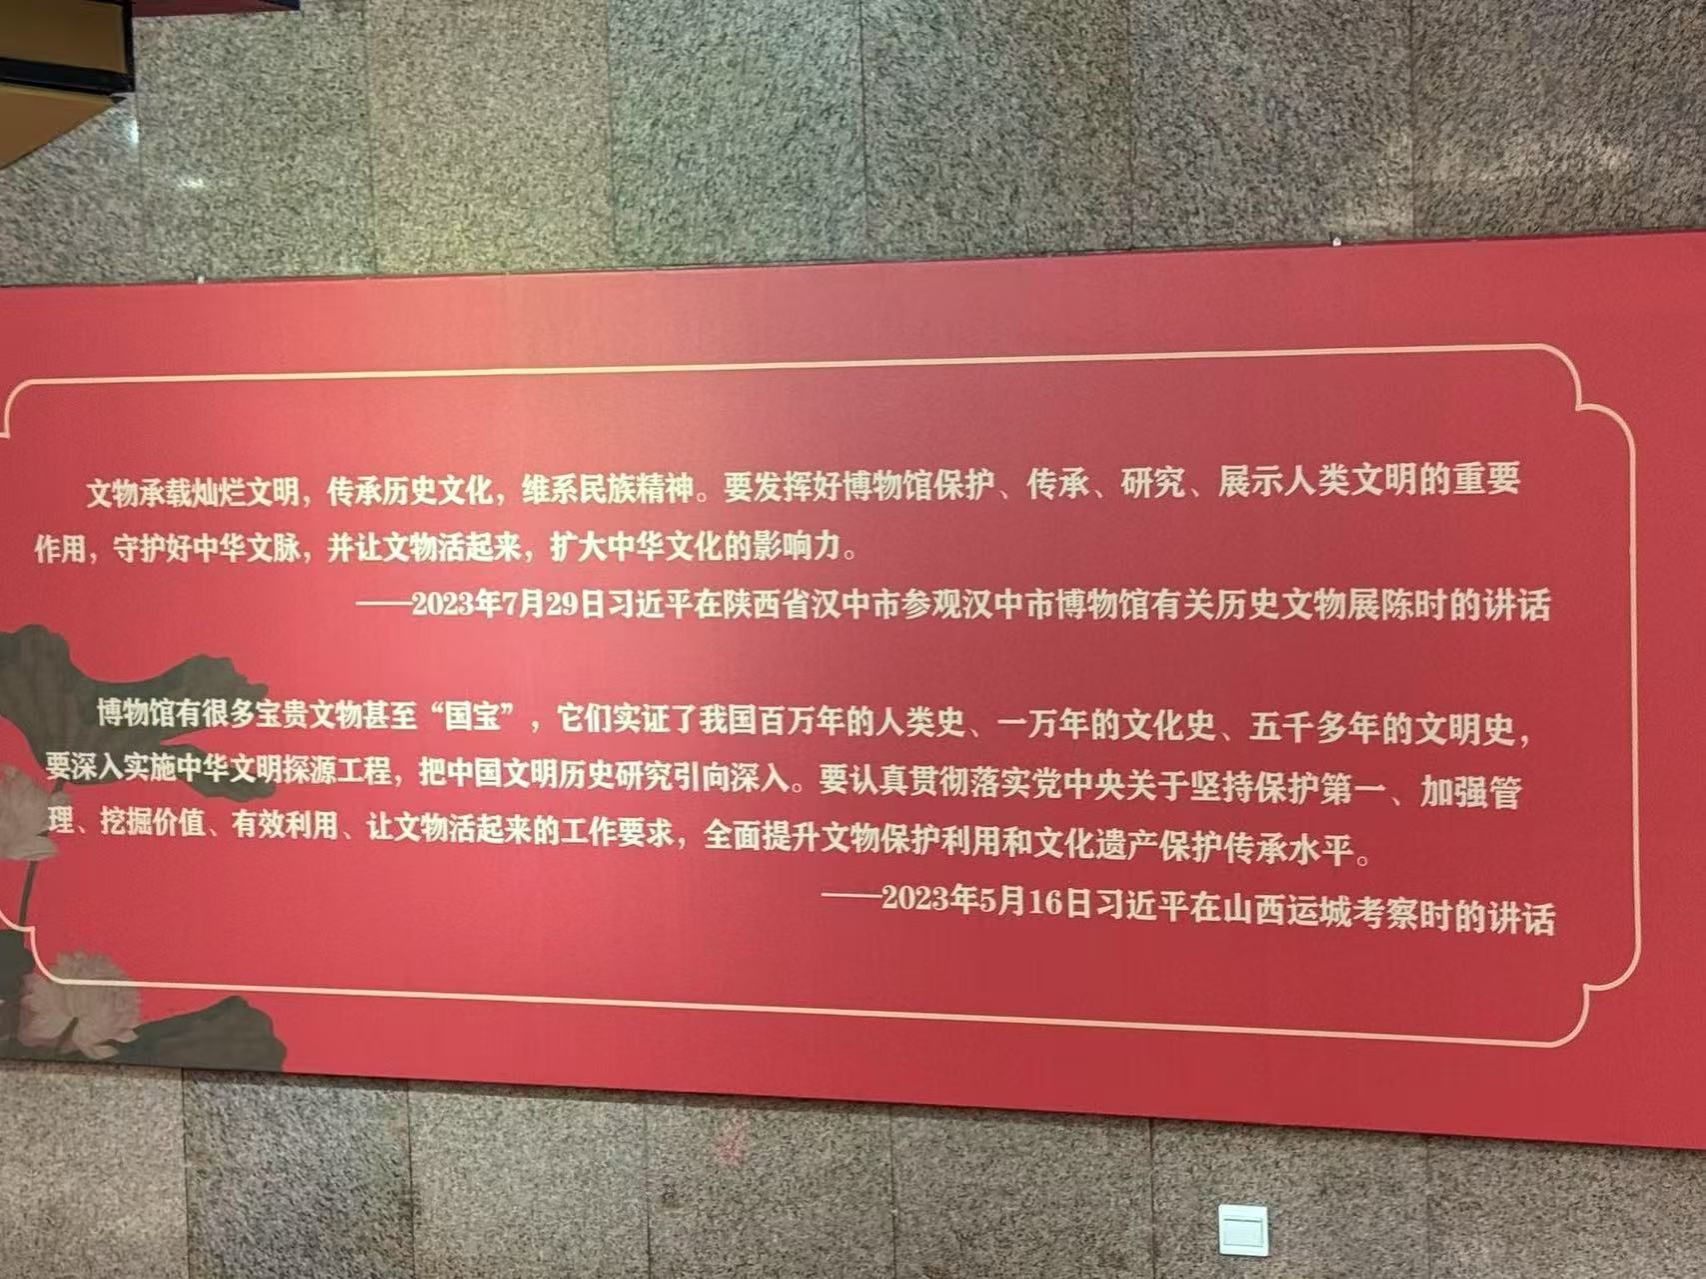 文物承载灿烂文明，传承历史文化，维系民族精神。要发挥好博物馆保护、传承、研究、展示人类文明的重要
作用，守护好中华文脉，并让文物活起来，扩大中华文化的影响力。
——2023年7月29日习近平在陕西省汉中市参观汉中市博物馆有关历史文物展陈时的讲话
博物馆有很多宝贵文物甚至“国宝”，它们实证了我国百万年的人类史、一万年的文化史、五千多年的文明史，
要深入实施中华文明探源工程，把中国文明历史研究引向深入。要认真贯彻落实党中央关于坚持保护第一、加强管
理、挖掘价值、有效利用、让文物活起来的工作要求，全面提升文物保护利用和文化遗产保护传承水平。
——2023年5月16日习近平在山西运城考察时的讲话